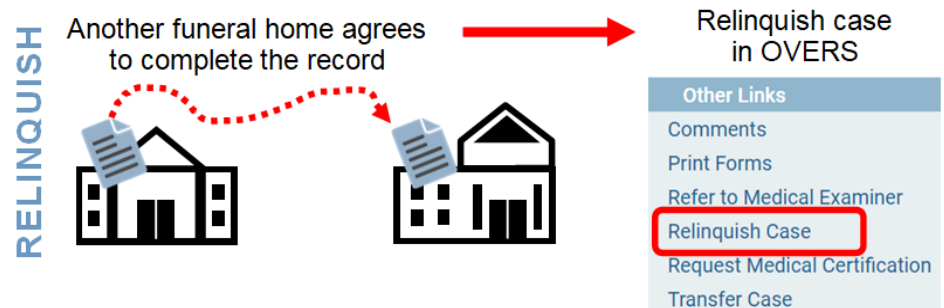 RELINQUISH
Another funeral home agrees
to complete the record
Relinquish case
in OVERS
Other Links
Comments
Print Forms
Refer to Medical Examiner
Relinquish Case
Request Medical Certification
Transfer Case